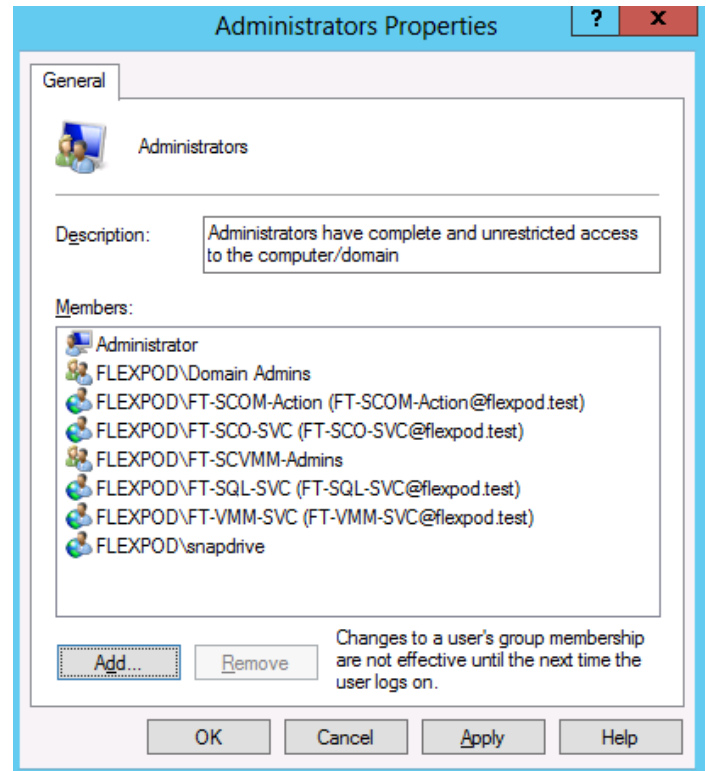 Administrators Properties
?
x
General
Administrators
Description:
Administrators have complete and unrestricted access
to the computer/domain
Members:
Administrator
FLEXPOD\Domain Admins
FLEXPOD\FT-SCOM-Action (FT-SCOM-Action@flexpod.test)
FLEXPOD\FT-SCO-SVC (FT-SCO-SVC@flexpod.test)
FLEXPOD\FT-SCVMM-Admins
FLEXPOD\FT-SQL-SVC (FT-SQL-SVC@flexpod.test)
FLEXPOD\FT-VMM-SVC (FT-VMM-SVC@flexpod.test)
FLEXPOD\snapdrive
Add...
Remove
Changes to a user's group membership
are not effective until the next time the
user logs on.
OK
Cancel
Apply
Help